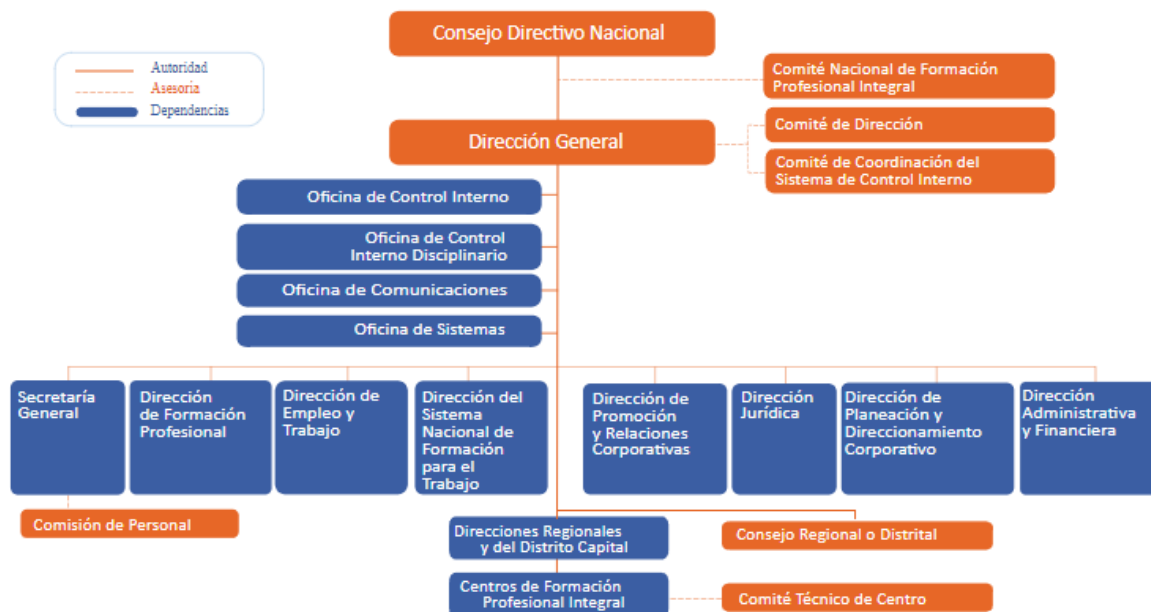 Consejo Directivo Nacional
Autoridad
Asesoria
Dependencias
Comité Nacional de Formación
Profesional Integral
Dirección General
Comité de Dirección
Comité de Coordinación del
Sistema de Control Interno
Oficina de Control Interno
Oficina de Control
Interno Disciplinario
Oficina de Comunicaciones
Oficina de Sistemas
Secretaría
General
Dirección
de Formación
Profesional
Dirección de
Empleo y
Trabajo
Dirección del
Sistema
Nacional de
Formación
para el
Trabajo
Dirección de
Promoción
y Relaciones
Corporativas
Dirección
Jurídica
Dirección de
Planeación y
Direccionamiento
Corporativo
Dirección
Administrativa
y Financiera
Comisión de Personal
Direcciones Regionales
y del Distrito Capital
Consejo Regional o Distrital
Centros de Formación
Profesional Integral
Comité Técnico de Centro